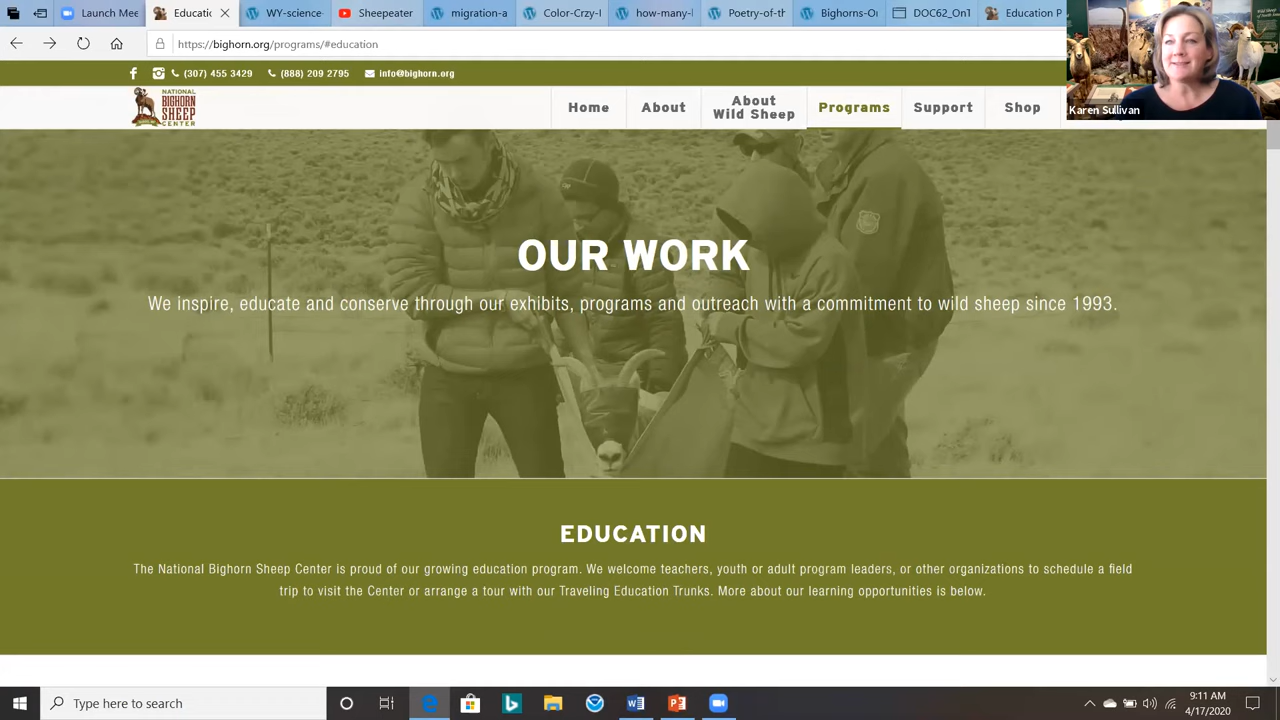 Launch Mee
Educatio
WY-science
Sheepeater
migration-a
Color-Crzy-I
how-many-l
Poetry-of-th
Bighorns-On
DOC62_On1
Education P
https://bighorn.org/programs/#education
(307) 455 3429
(888) 209 2795
info@bighorn.org
NATIONAL
BIGHORN
SHEEP
CENTER
Home
About
About
Wild Sheep
Programs
Support
Shop
Karen Sullivan
OUR WORK
We inspire, educate and conserve through our exhibits, programs and outreach with a commitment to wild sheep since 1993.
EDUCATION
The National Bighorn Sheep Center is proud of our growing education program. We welcome teachers, youth or adult program leaders, or other organizations to schedule a field
trip to visit the Center or arrange a tour with our Traveling Education Trunks. More about our learning opportunities is below.
Type here to search
9:11 AM
4/17/2020